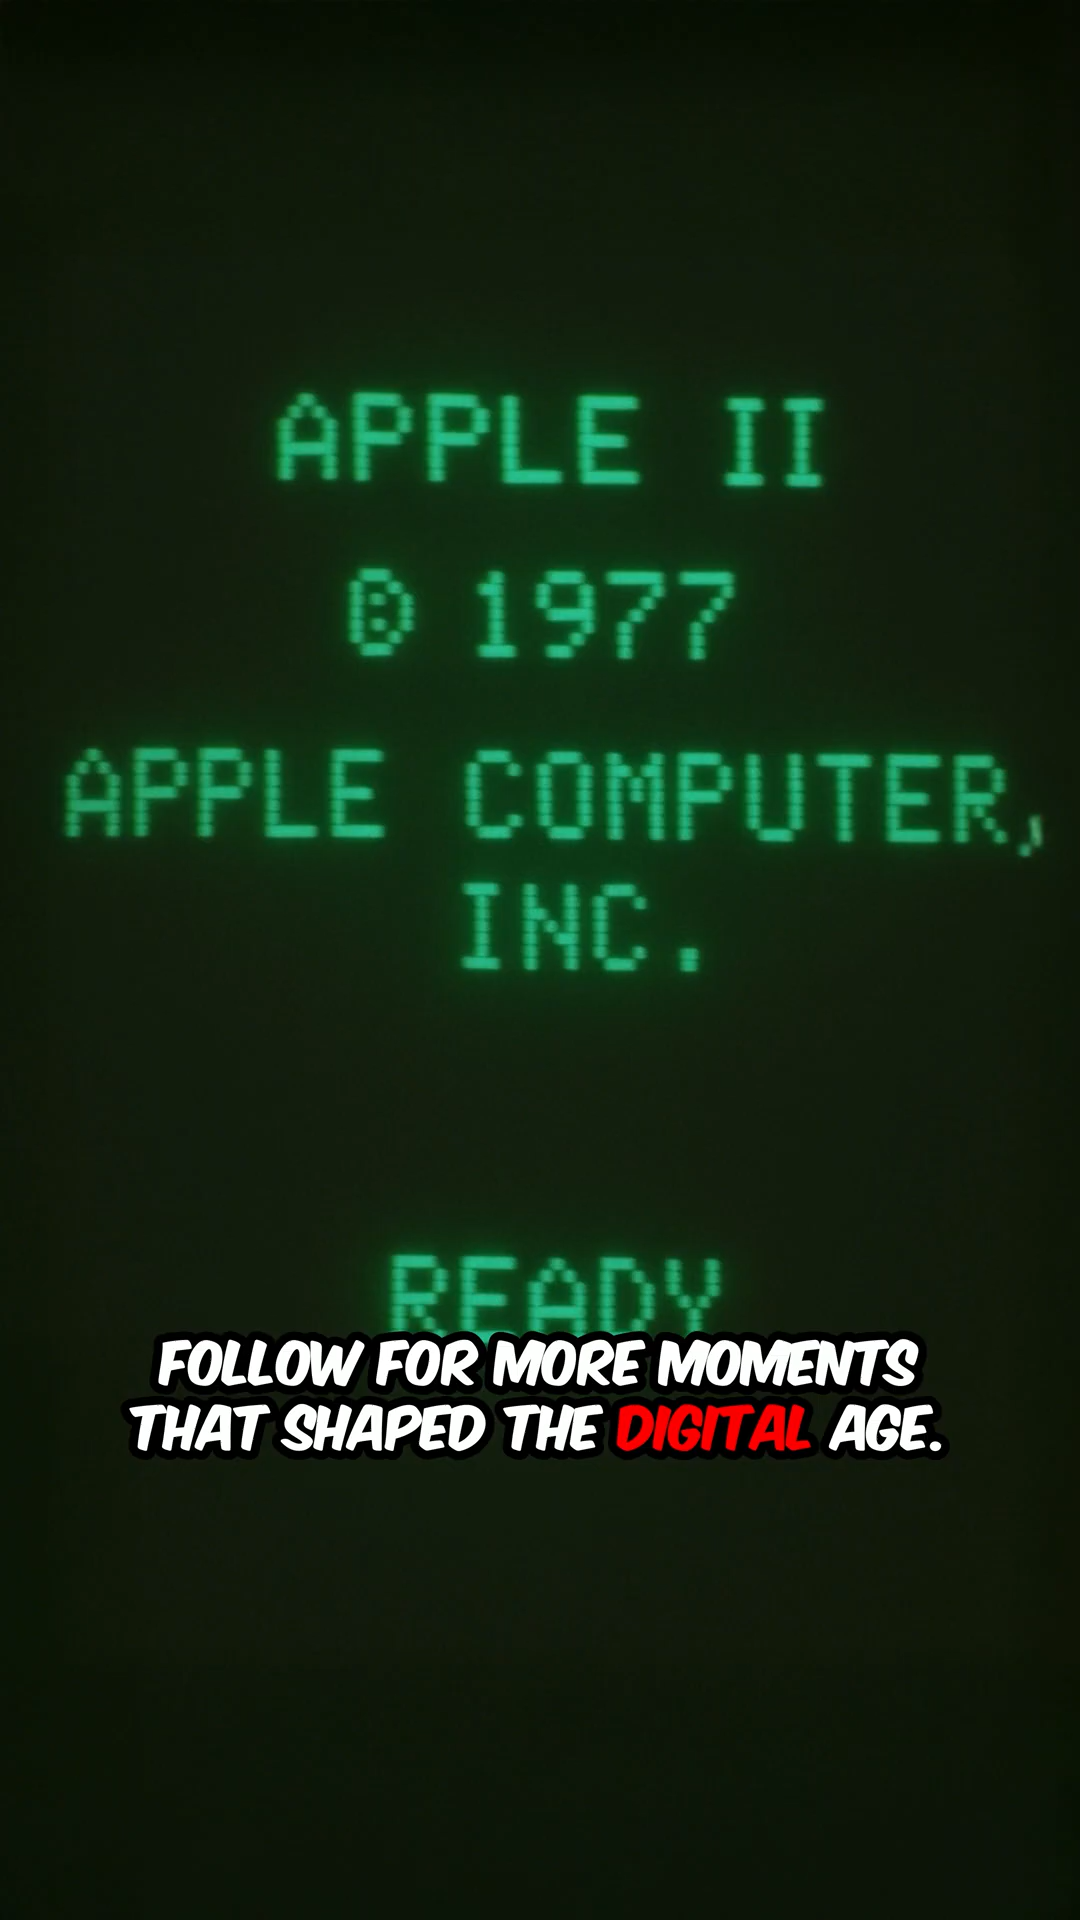 APPLE II
© 1977
APPLE COMPUTER,
INC.
READY
FOLLOW FOR MORE MOMENTS
THAT SHAPED THE DIGITAL AGE.